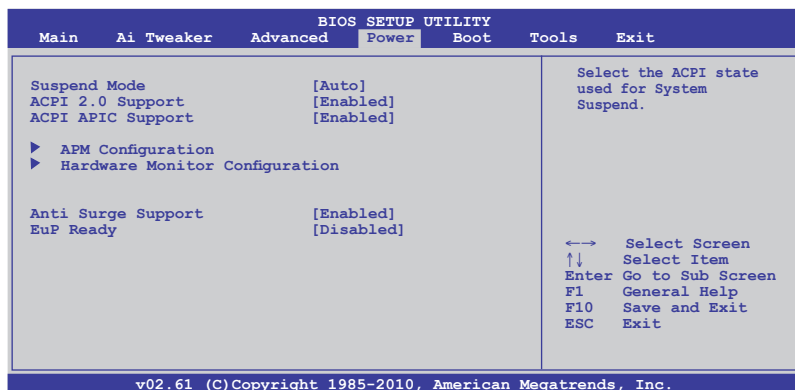 BIOS SETUP UTILITY
Main Ai Tweaker Advanced Power Boot Tools Exit
Suspend Mode [Auto]
ACPI 2.0 Support [Enabled]
ACPI APIC Support [Enabled]
▶ APM Configuration
▶ Hardware Monitor Configuration
Anti Surge Support [Enabled]
EuP Ready [Disabled]
Select the ACPI state
used for System
Suspend.
←→ Select Screen
↑↓ Select Item
Enter Go to Sub Screen
F1 General Help
F10 Save and Exit
ESC Exit
v02.61 (C)Copyright 1985-2010, American Megatrends, Inc.